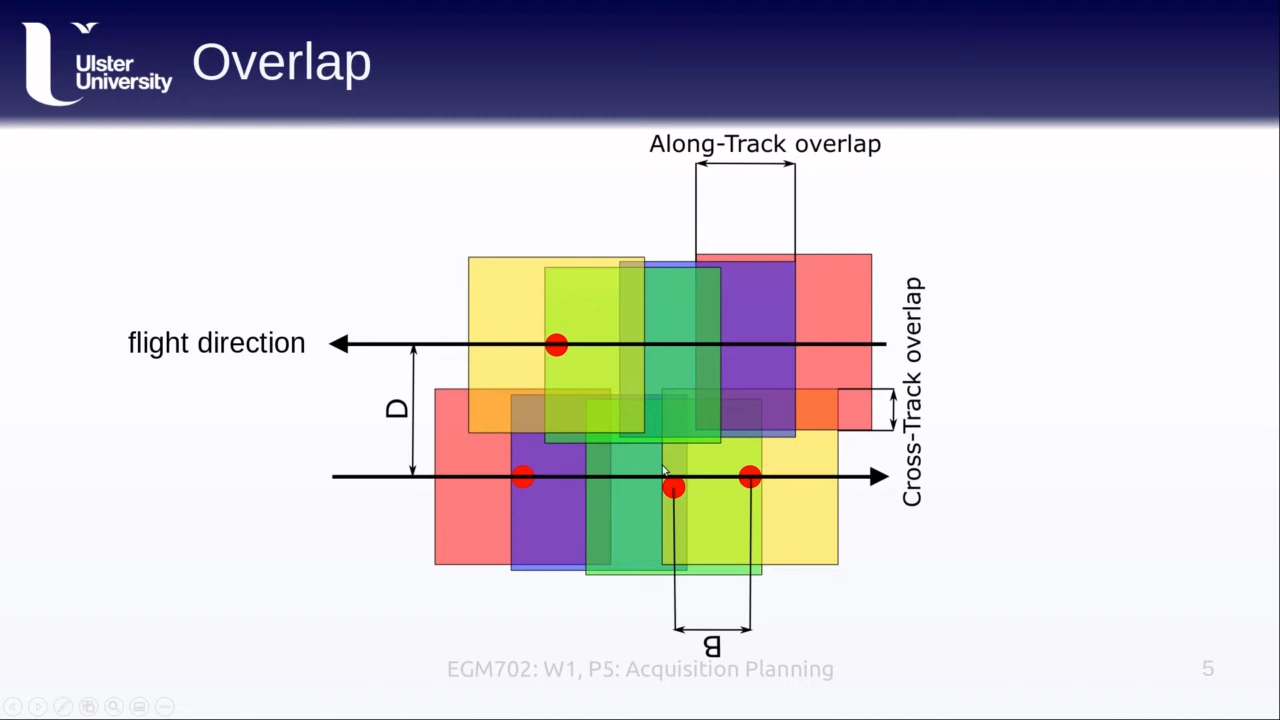 Ulster
University
Overlap
Along-Track overlap
flight direction
D
Cross-Track overlap
B
EGM702: W1, P5: Acquisition Planning
5